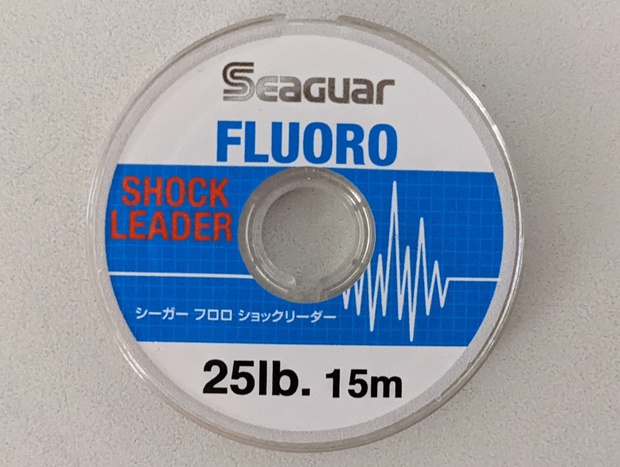 Seaguar
FLUORO
SHOCK
LEADER
シーガー フロロ ショックリーダー
25lb. 15m